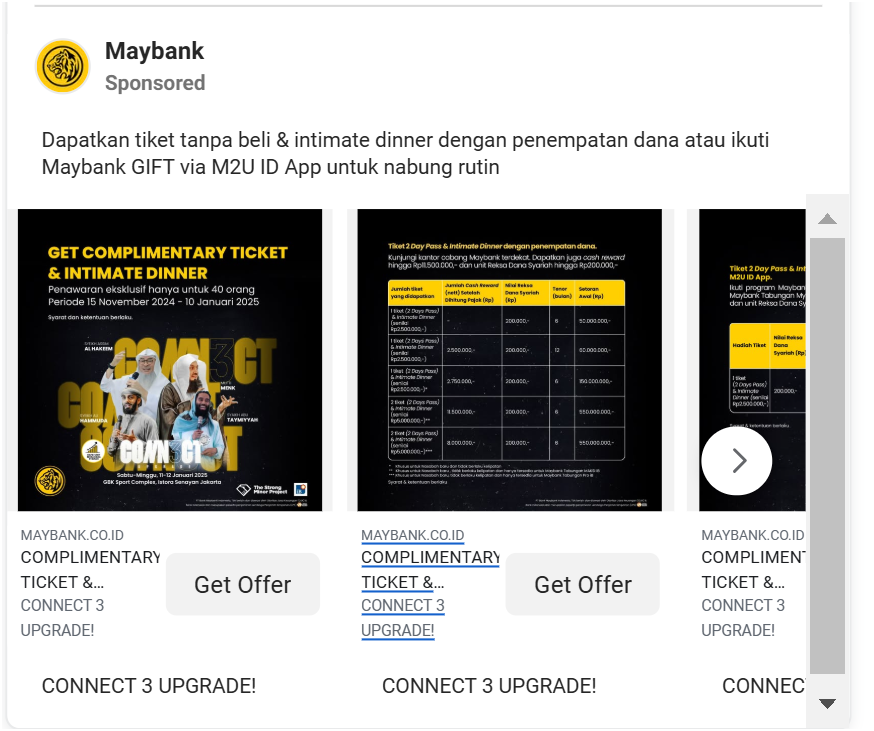 Maybank
Sponsored
Dapatkan tiket tanpa beli & intimate dinner dengan penempatan dana atau ikuti
Maybank GIFT via M2U ID App untuk nabung rutin
GET COMPLIMENTARY TICKET
& INTIMATE DINNER
Penawaran eksklusif hanya untuk 40 orang
Periode 15 November 2024 - 10 Januari 2025
Syarat dan ketentuan berlaku.
AL HAKEEM
MENK
HAMMUDA
TAYMIYYAH
CONN3CT
Sabtu-Minggu, 11-12 Januari 2025
GBK Sport Complex, Istora Senayan Jakarta
The Strong
Minor Project
Tiket 2 Day Pass & Intimate Dinner dengan penempatan dana.
Kunjungi kantor cabang Maybank terdekat. Dapatkan juga cash reward
hingga Rp11.500.000,- dan unit Reksa Dana Syariah hingga Rp200.000,-
Jumlah tiket yang didapatkan
Jumlah Cash Reward (nett) Setelah Dihitung Pajak (Rp)
Nilai Reksa Dana Syariah (Rp)
Tenor (bulan)
Setoran Awal (Rp)
1 tiket (2 Days Pass) & Intimate Dinner (senilai Rp2.500.000,-)
-
200.000,-
6
50.000.000,-
1 tiket (2 Days Pass) & Intimate Dinner (senilai Rp2.500.000,-)
2.500.000,-
200.000,-
12
60.000.000,-
1 tiket (2 Days Pass) & Intimate Dinner (senilai Rp2.500.000,-)*
2.750.000,-
200.000,-
6
150.000.000,-
2 tiket (2 Days Pass) & Intimate Dinner (senilai Rp5.000.000,-)**
11.500.000,-
200.000,-
6
550.000.000,-
2 tiket (2 Days Pass) & Intimate Dinner (senilai Rp5.000.000,-)***
8.000.000,-
200.000,-
6
550.000.000,-
Syarat & ketentuan berlaku
Tiket 2 Day Pass & Int
M2U ID App.
Ikuti program Mayban
Maybank Tabungan My
dan unit Reksa Dana Sy
Hadiah Tiket
Nilai Reksa Dana Syariah (Rp)
1 tiket (2 Days Pass) & Intimate Dinner (senilai Rp2.500.000,-)
200.000,-
Syarat & ketentuan berlaku
MAYBANK.CO.ID
COMPLIMENTARY
TICKET &...
CONNECT 3
UPGRADE!
Get Offer
CONNECT 3 UPGRADE!
MAYBANK.CO.ID
COMPLIMENTARY
TICKET &...
CONNECT 3
UPGRADE!
Get Offer
CONNECT 3 UPGRADE!
MAYBANK.CO.ID
COMPLIMENT
TICKET &...
CONNECT 3
UPGRADE!
CONNEC